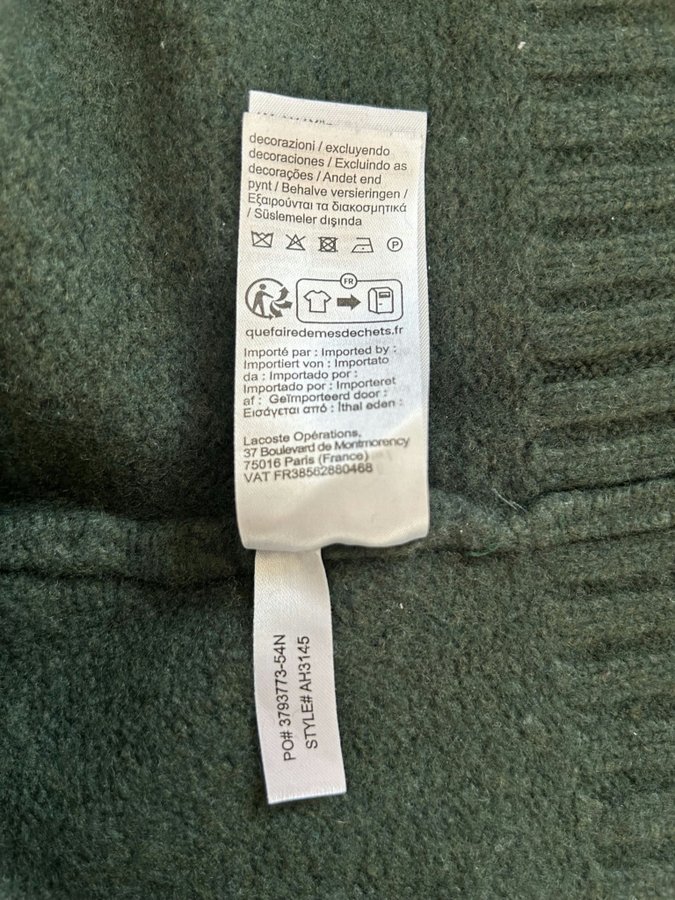 decorazioni / excluyendo
decoraciones / Excluindo as
decorações / Andet end
pynt / Behalve versieringen /
Εξαιρούνται τα διακοσμητικά
/ Süslemeler dışında
P
FR
quefairedemesdechets.fr
Importé par : Imported by :
Importiert von : Importato
da : Importado por :
Importado por : Importeret
af : Geïmporteerd door :
Εισάγεται από : İthal eden :
Lacoste Opérations,
37 Boulevard de Montmorency
75016 Paris (France)
VAT FR38562880468
PO# 3793773-54N
STYLE# AH3145